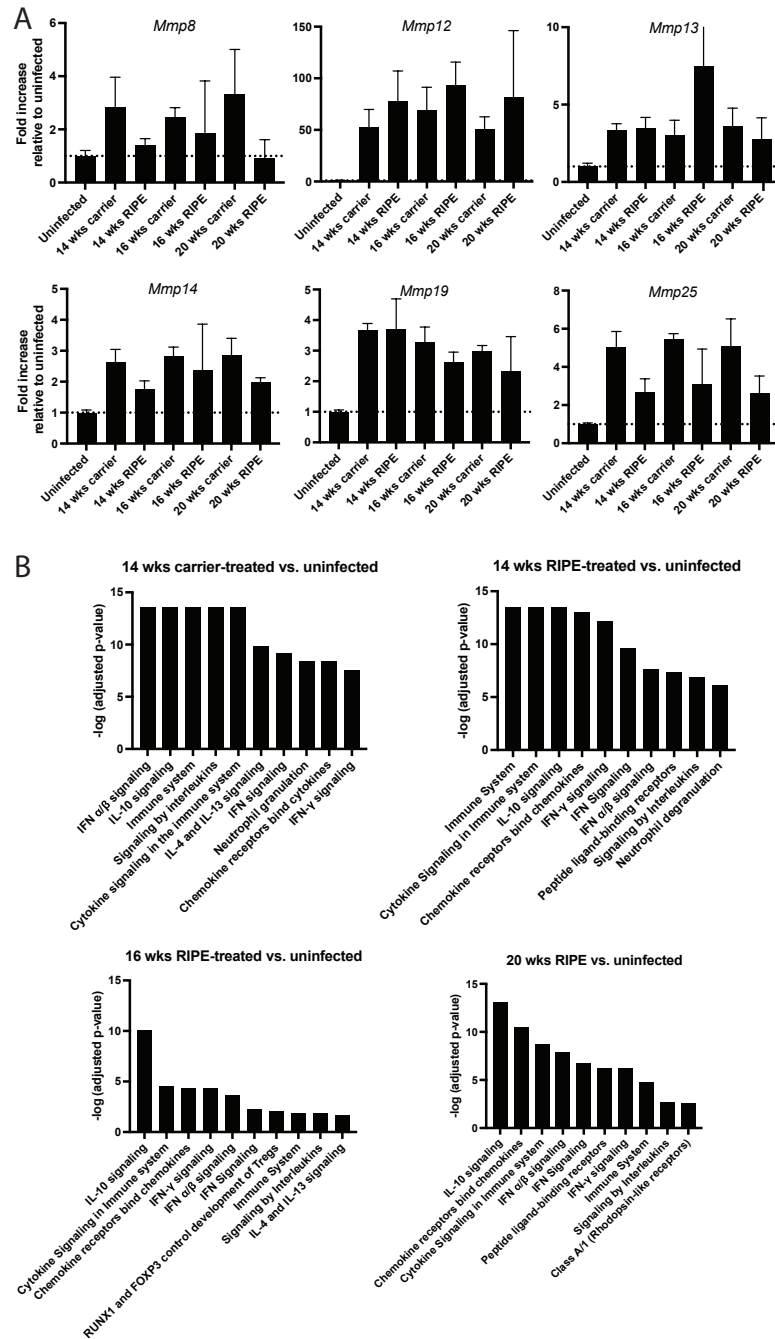 A
Mmp8
Fold increase
relative to uninfected
8
6
4
2
0
Uninfected
14 wks carrier
14 wks RIPE
16 wks carrier
16 wks RIPE
20 wks carrier
20 wks RIPE
Mmp12
150
100
75
50
25
0
Uninfected
14 wks carrier
14 wks RIPE
16 wks carrier
16 wks RIPE
20 wks carrier
20 wks RIPE
Mmp13
10
5
0
Uninfected
14 wks carrier
14 wks RIPE
16 wks carrier
16 wks RIPE
20 wks carrier
20 wks RIPE
Mmp14
Fold increase
relative to uninfected
5
4
3
2
1
0
Uninfected
14 wks carrier
14 wks RIPE
16 wks carrier
16 wks RIPE
20 wks carrier
20 wks RIPE
Mmp19
5
4
3
2
1
0
Uninfected
14 wks carrier
14 wks RIPE
16 wks carrier
16 wks RIPE
20 wks carrier
20 wks RIPE
Mmp25
8
6
4
2
0
Uninfected
14 wks carrier
14 wks RIPE
16 wks carrier
16 wks RIPE
20 wks carrier
20 wks RIPE
B
14 wks carrier-treated vs. uninfected
-log (adjusted p-value)
15
10
5
0
IFN α/β signaling
IL-10 signaling
Immune system
Signaling by interleukins
Cytokine signaling in the immune system
IL-4 and IL-13 signaling
IFN signaling
Neutrophil granulation
Chemokine receptors bind cytokines
IFN-γ signaling
14 wks RIPE-treated vs. uninfected
-log (adjusted p-value)
15
10
5
0
Immune System
Cytokine Signaling in Immune system
IL-10 signaling
Chemokine receptors bind chemokines
IFN-γ signaling
IFN Signaling
IFN α/β signaling
Peptide ligand-binding receptors
Signaling by Interleukins
Neutrophil degranulation
16 wks RIPE-treated vs. uninfected
-log (adjusted p-value)
15
10
5
0
IL-10 signaling
Cytokine Signaling in Immune system
Chemokine receptors bind chemokines
IFN-γ signaling
IFN α/β signaling
IFN Signaling
RUNX1 and FOXP3 control development of Tregs
Immune System
Signaling by Interleukins
IL-4 and IL-13 signaling
20 wks RIPE vs. uninfected
-log (adjusted p-value)
15
10
5
0
IL-10 signaling
Chemokine receptors bind chemokines
Cytokine Signaling in Immune system
IFN α/β signaling
IFN Signaling
Peptide ligand-binding receptors
IFN-γ signaling
Immune System
Signaling by Interleukins
Class A/1 (Rhodopsin-like receptors)